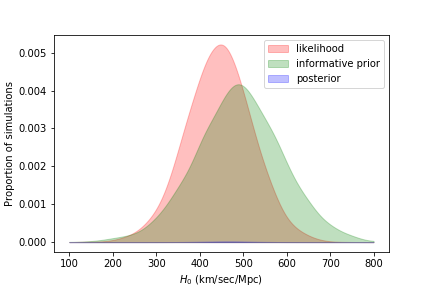 likelihood
informative prior
posterior
0.005
0.004
0.003
0.002
0.001
0.000
Proportion of simulations
100 200 300 400 500 600 700 800
H₀ (km/sec/Mpc)